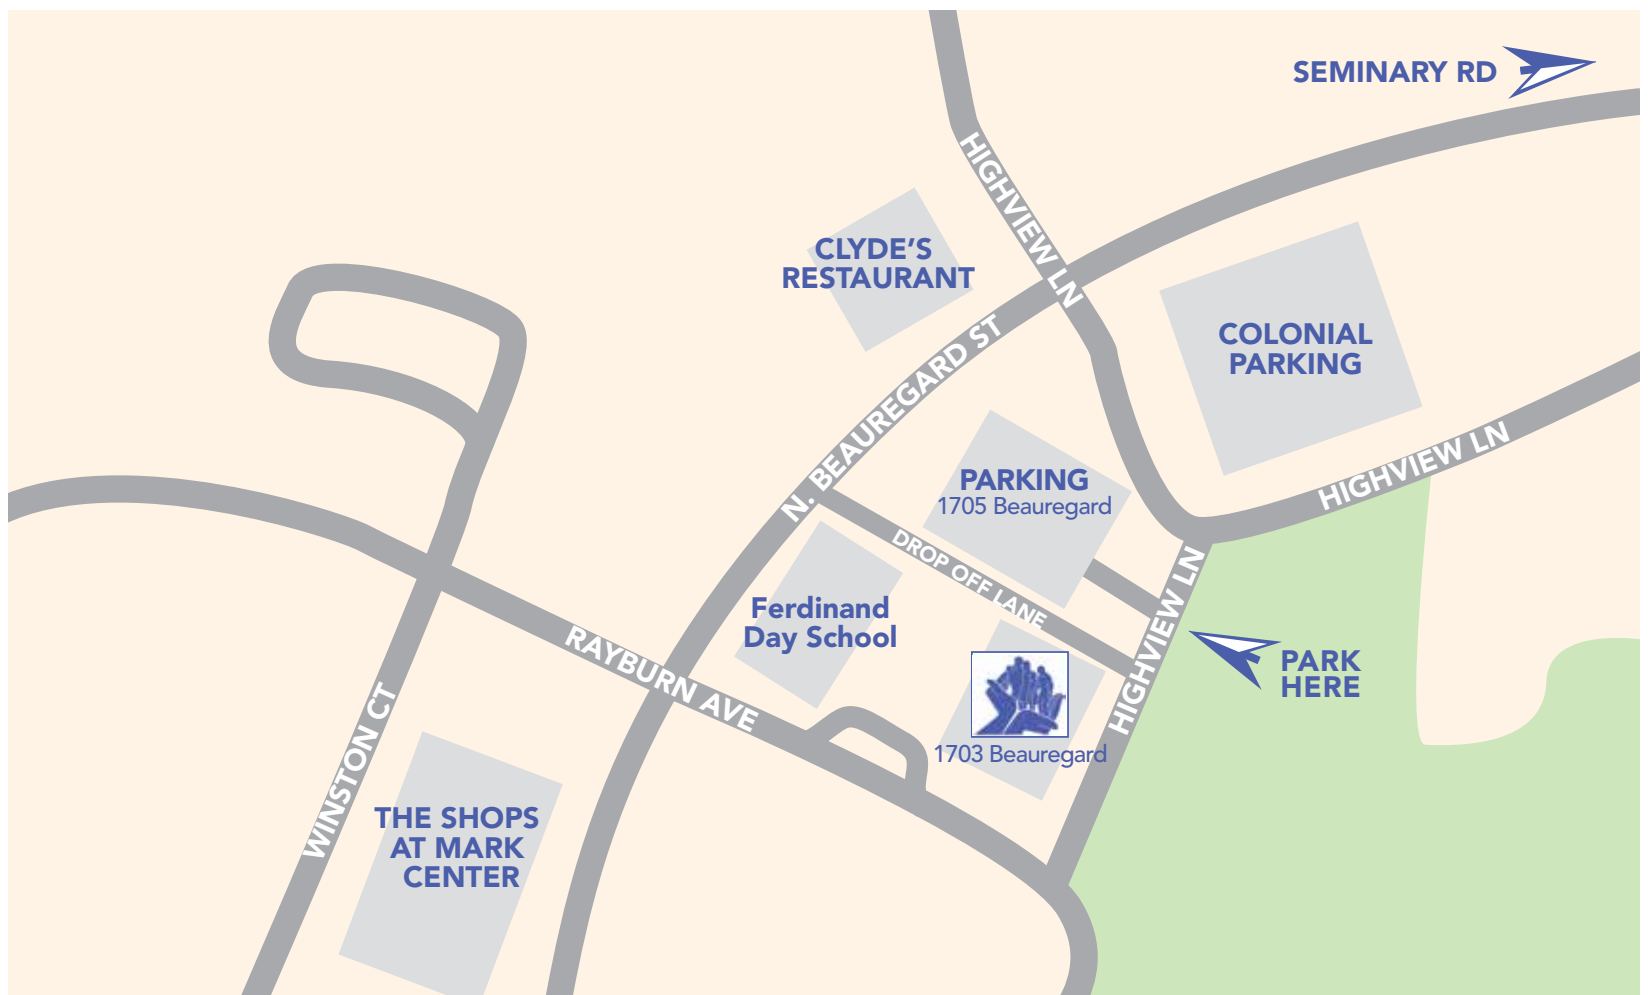 SEMINARY RD
HIGHVIEW LN
CLYDE’S
RESTAURANT
COLONIAL
PARKING
N. BEAUREGARD ST
HIGHVIEW LN
PARKING
1705 Beauregard
DROP OFF LANE
HIGHVIEW LN
Ferdinand
Day School
RAYBURN AVE
PARK
HERE
1703 Beauregard
WINSTON CT
THE SHOPS
AT MARK
CENTER